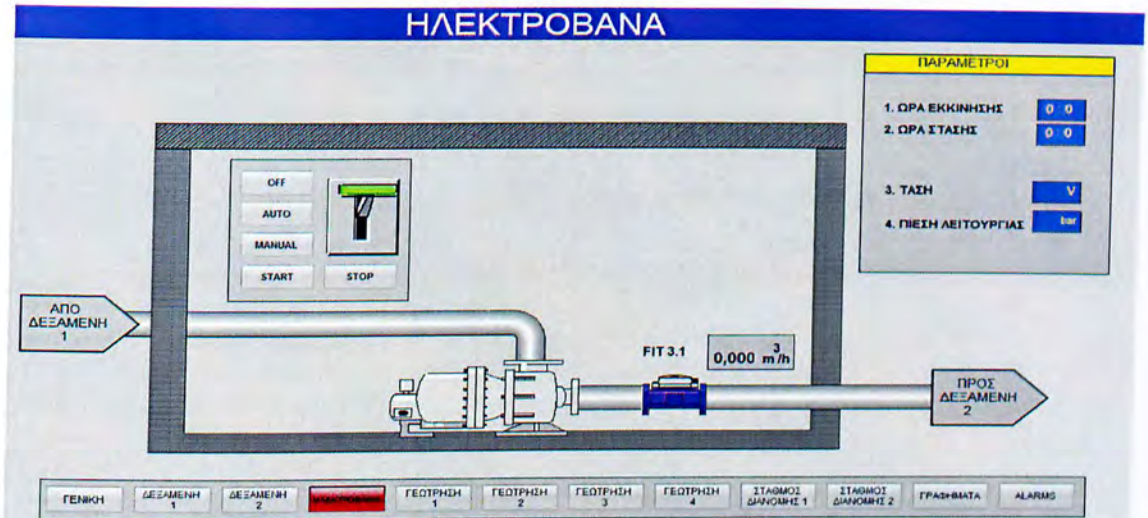 ΗΛΕΚΤΡΟΒΑΝΑ
ΠΑΡΑΜΕΤΡΟΙ
1. ΩΡΑ ΕΚΚΙΝΗΣΗΣ 0 0
2. ΩΡΑ ΣΤΑΣΗΣ 0 0
3. ΤΑΣΗ V
4. ΠΙΕΣΗ ΛΕΙΤΟΥΡΓΙΑΣ bar
OFF
AUTO
MANUAL
START STOP
ΑΠΟ
ΔΕΞΑΜΕΝΗ
1
FIT 3.1
0,000 m3/h
ΠΡΟΣ
ΔΕΞΑΜΕΝΗ
2
ΓΕΝΙΚΗ
ΔΕΞΑΜΕΝΗ
1
ΔΕΞΑΜΕΝΗ
2
ΗΛΕΚΤΡΟΒΑΝΑ
ΓΕΩΤΡΗΣΗ
1
ΓΕΩΤΡΗΣΗ
2
ΓΕΩΤΡΗΣΗ
3
ΓΕΩΤΡΗΣΗ
4
ΣΤΑΘΜΟΣ
ΔΙΑΝΟΜΗΣ 1
ΣΤΑΘΜΟΣ
ΔΙΑΝΟΜΗΣ 2
ΓΡΑΦΗΜΑΤΑ
ALARMS